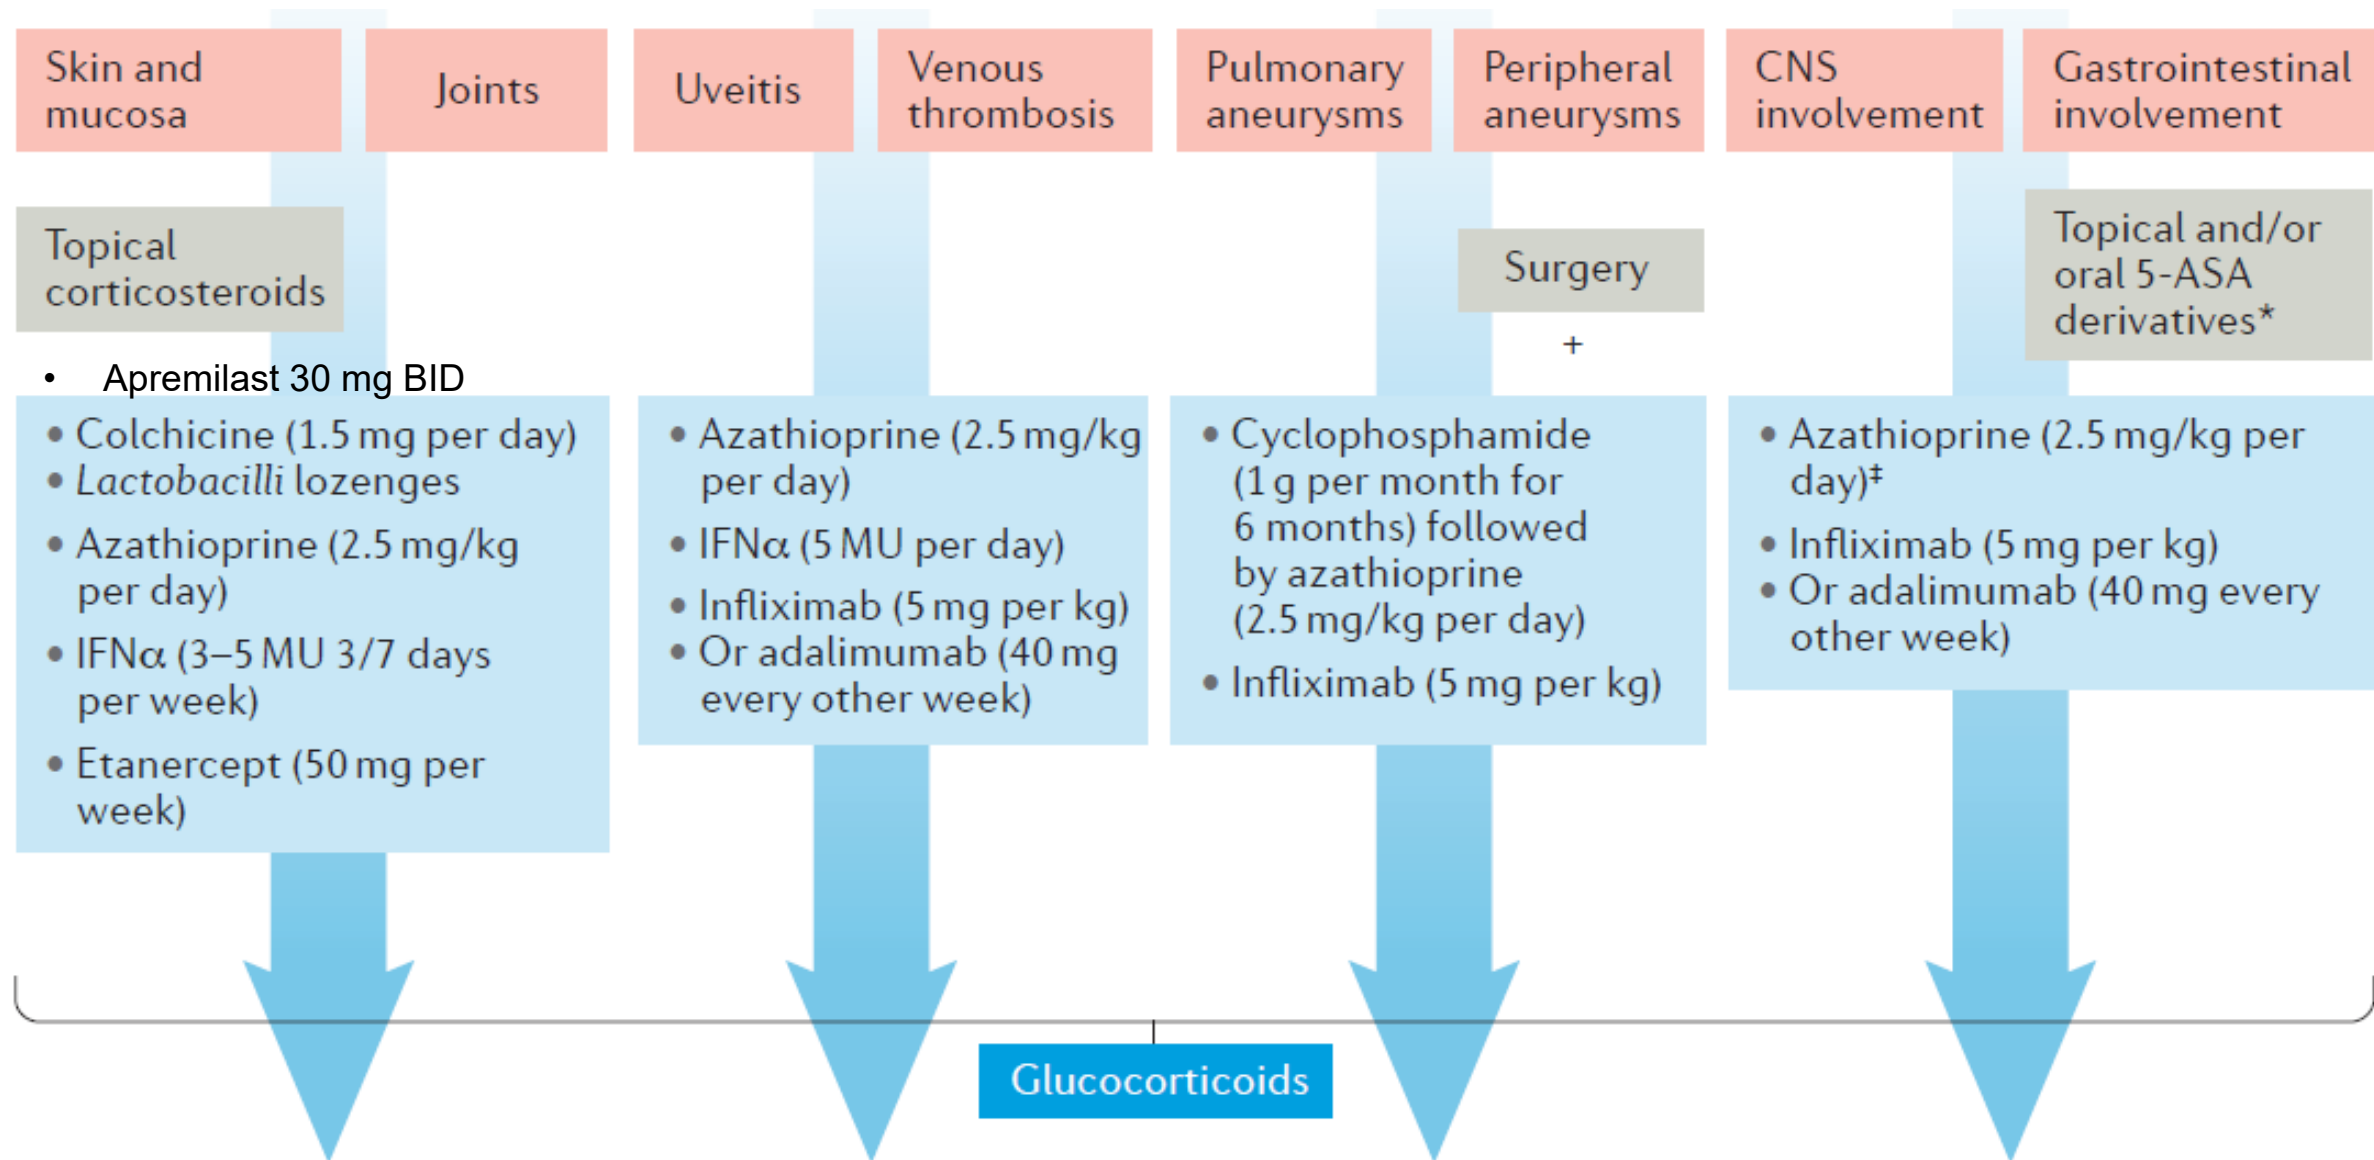 Skin and
mucosa
Joints
Uveitis
Venous
thrombosis
Pulmonary
aneurysms
Peripheral
aneurysms
CNS
involvement
Gastrointestinal
involvement
Topical
corticosteroids
Surgery
+
Topical and/or
oral 5-ASA
derivatives*
• Apremilast 30 mg BID
• Colchicine (1.5 mg per day)
• Lactobacilli lozenges
• Azathioprine (2.5 mg/kg
per day)
• IFNα (3–5 MU 3/7 days
per week)
• Etanercept (50 mg per
week)
• Azathioprine (2.5 mg/kg
per day)
• IFNα (5 MU per day)
• Infliximab (5 mg per kg)
• Or adalimumab (40 mg
every other week)
• Cyclophosphamide
(1 g per month for
6 months) followed
by azathioprine
(2.5 mg/kg per day)
• Infliximab (5 mg per kg)
• Azathioprine (2.5 mg/kg per
day)‡
• Infliximab (5 mg per kg)
• Or adalimumab (40 mg every
other week)
Glucocorticoids